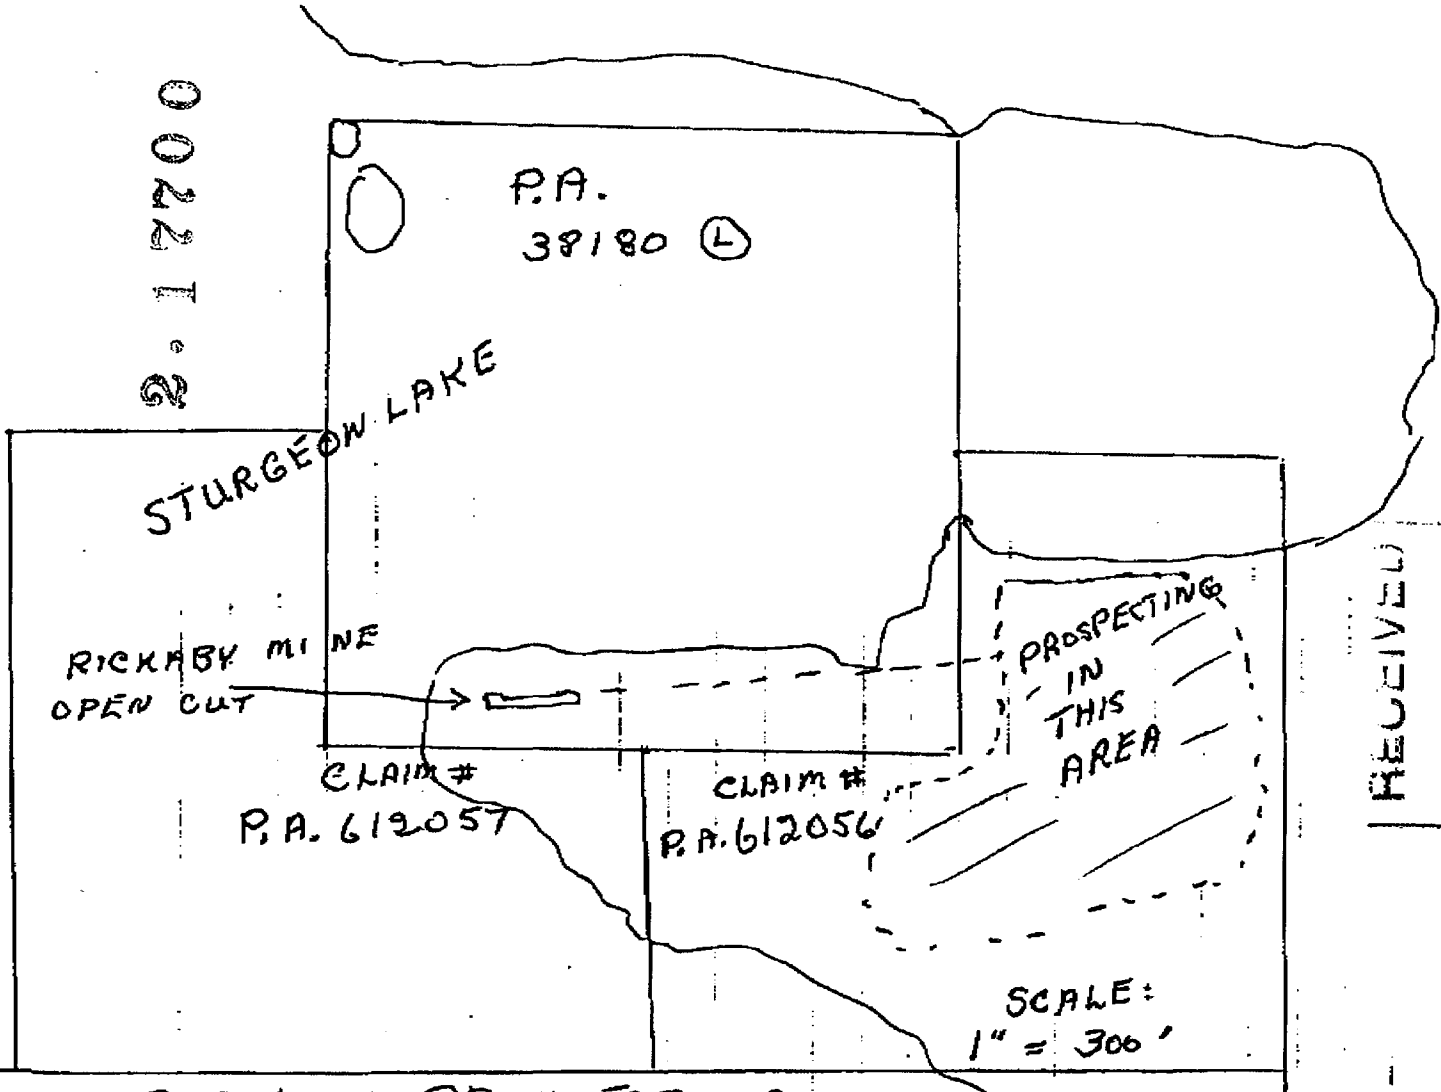 2.17700
P.A.
38180 (L)
STURGEON LAKE
RICKABY MINE
OPEN CUT
PROSPECTING
IN
THIS
AREA
CLAIM #
P.A. 612057
CLAIM #
P.A. 612056
RECEIVED
SCALE:
1" = 300'